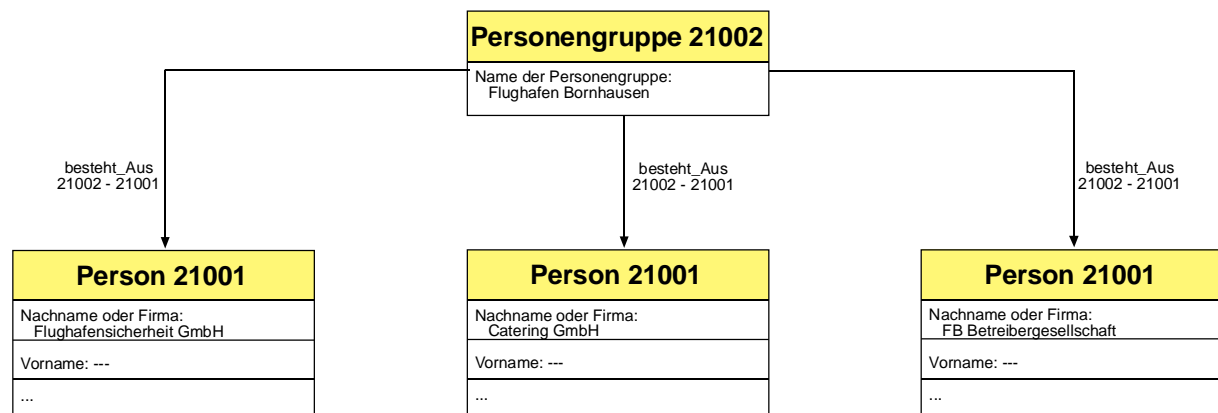 Personengruppe 21002
Name der Personengruppe:
Flughafen Bornhausen
besteht_Aus
21002 - 21001
besteht_Aus
21002 - 21001
besteht_Aus
21002 - 21001
Person 21001
Nachname oder Firma:
Flughafensicherheit GmbH
Vorname: ---
...
Person 21001
Nachname oder Firma:
Catering GmbH
Vorname: ---
...
Person 21001
Nachname oder Firma:
FB Betreibergesellschaft
Vorname: ---
...